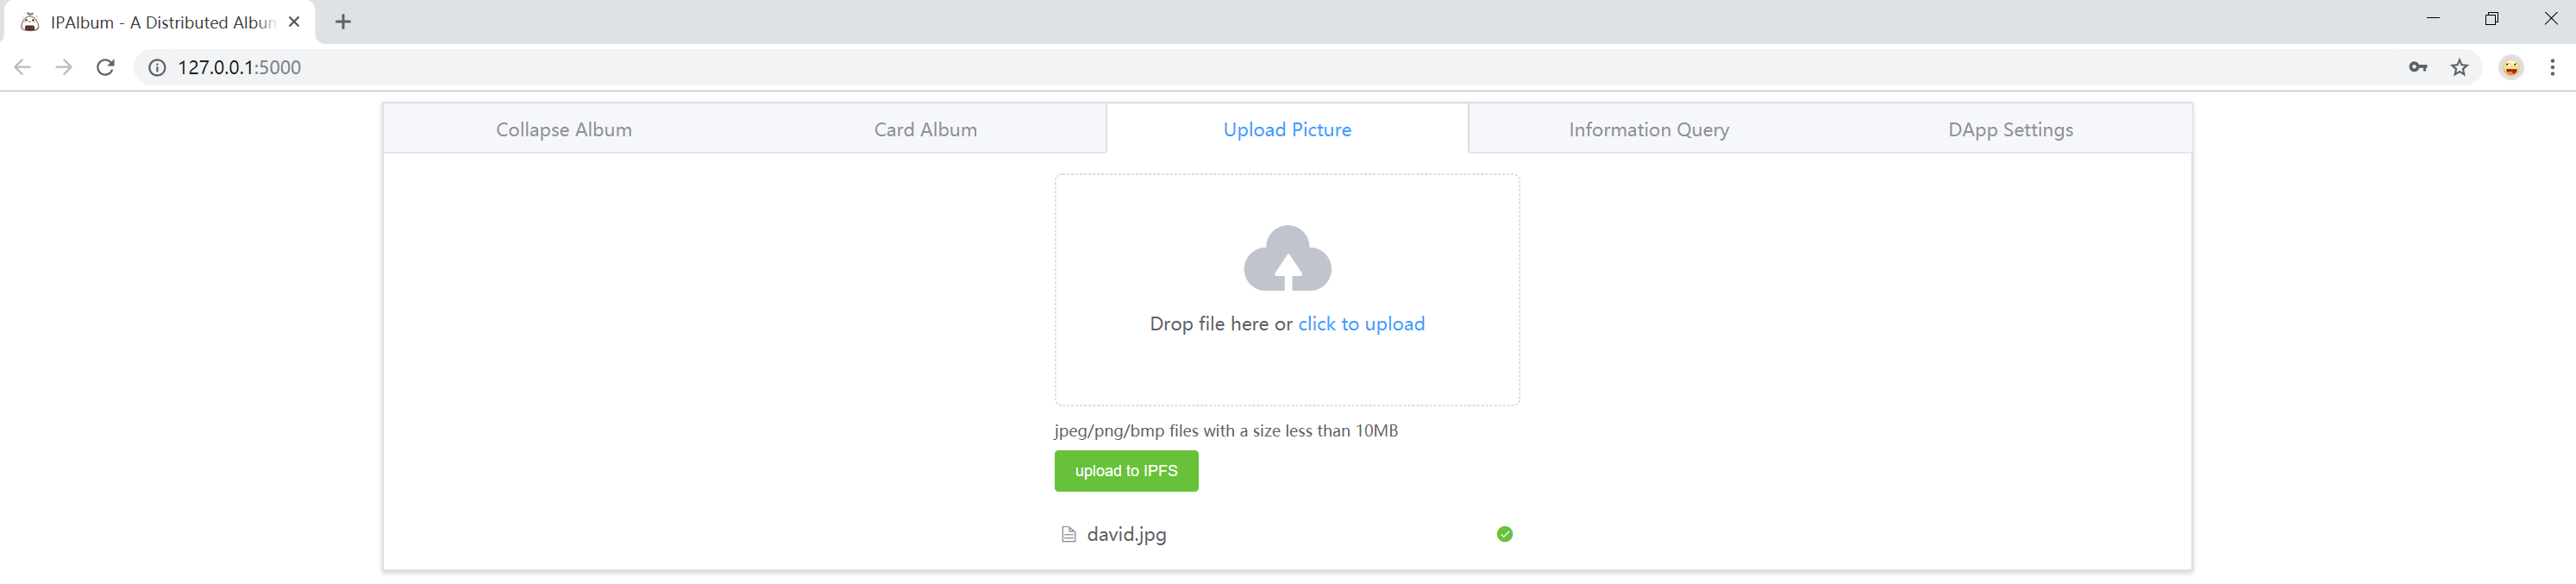 IPAlbum - A Distributed Album
127.0.0.1:5000
Collapse Album
Card Album
Upload Picture
Information Query
DApp Settings
Drop file here or click to upload
jpeg/png/bmp files with a size less than 10MB
upload to IPFS
david.jpg